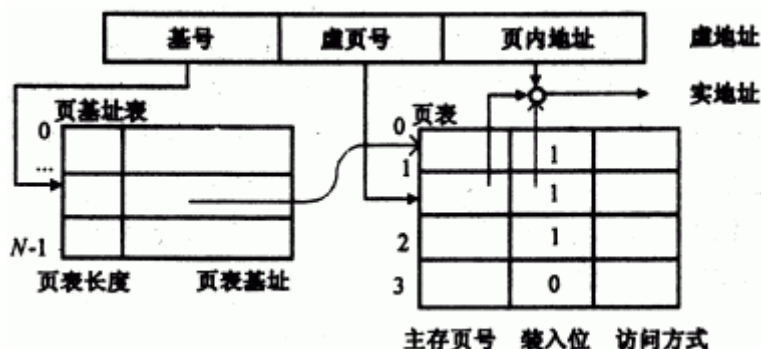 基号 虚页号 页内地址 虚地址
实地址
页基址表 页表
0 0
1 1
... 1
1
N-1 2
3 0
页表长度 页表基址
主存页号 装入位 访问方式